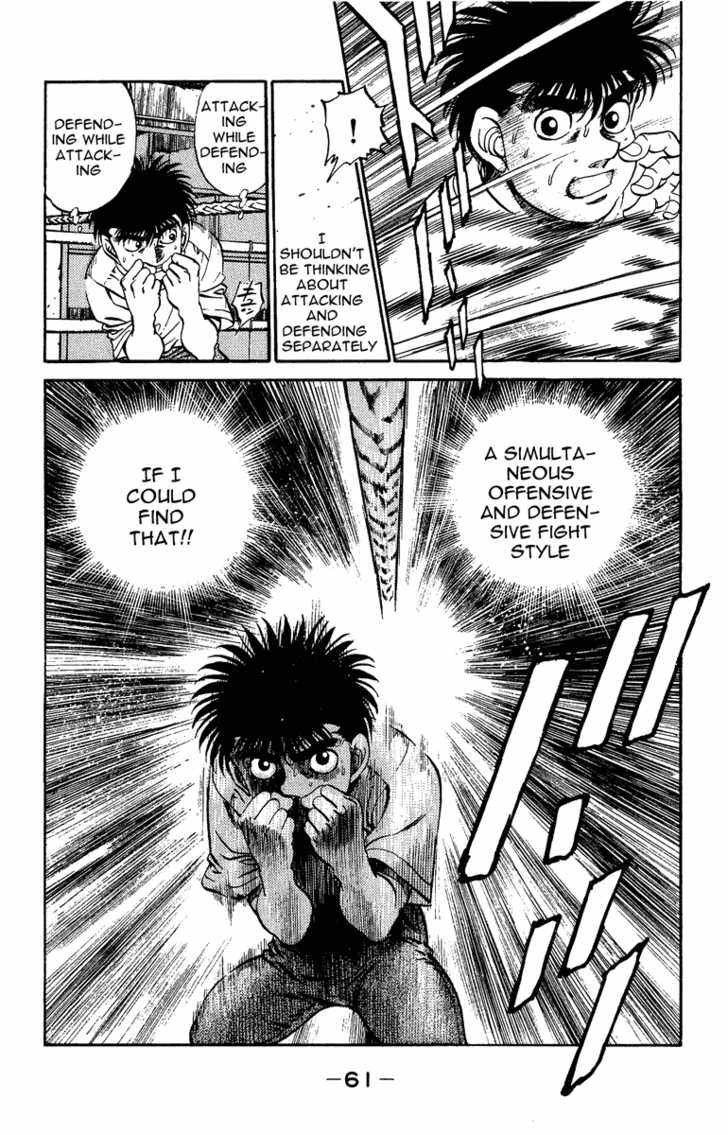 !
I
SHOULDN'T
BE THINKING
ABOUT
ATTACKING
AND
DEFENDING
SEPARATELY
ATTACK-
ING
WHILE
DEFEND-
ING
DEFEND-
ING WHILE
ATTACK-
ING
A SIMULTA-
NEOUS
OFFENSIVE
AND DEFEN-
SIVE FIGHT
STYLE
IF I
COULD
FIND
THAT!!
-61-